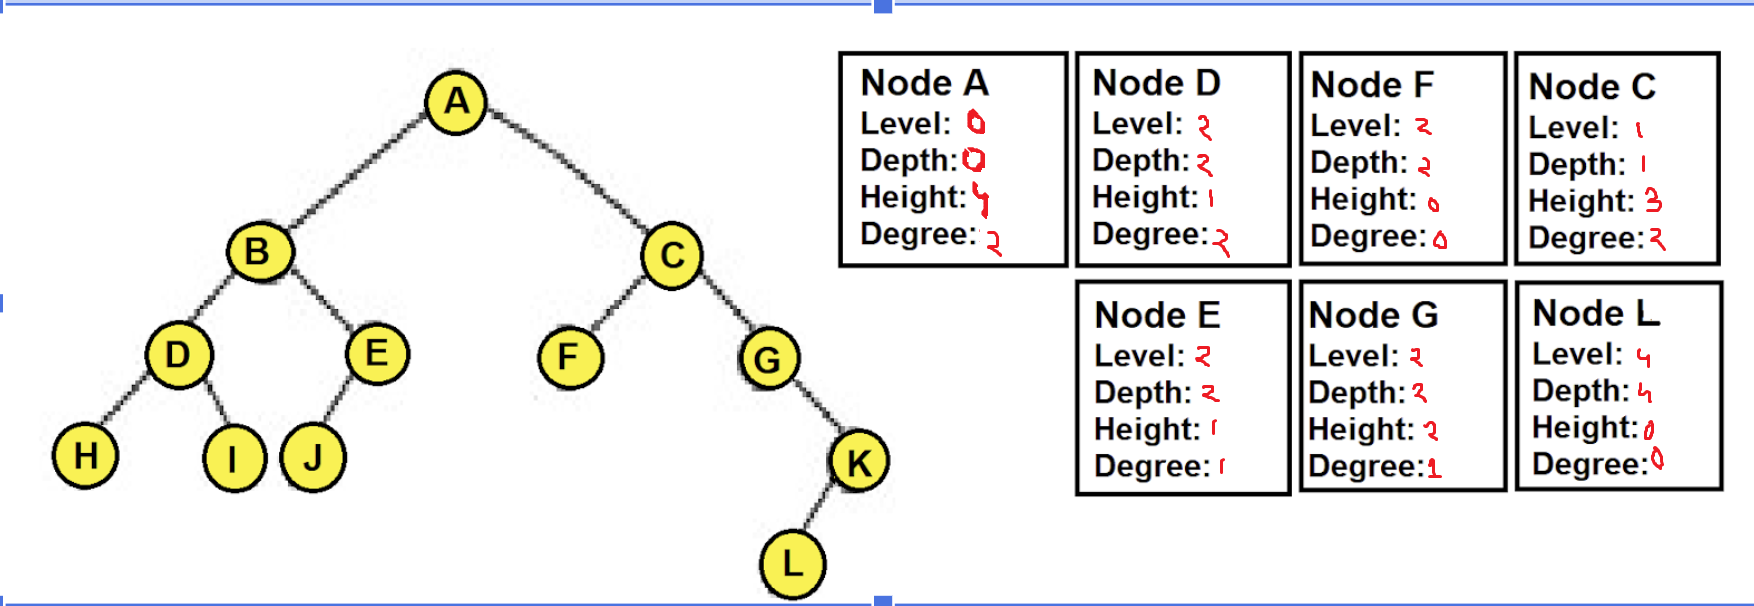 A
B
C
D
E
F
G
H
I
J
K
L
Node A
Level: 0
Depth: 0
Height: 4
Degree: 2
Node D
Level: 2
Depth: 2
Height: 1
Degree: 2
Node F
Level: 2
Depth: 2
Height: 0
Degree: 0
Node C
Level: 1
Depth: 1
Height: 3
Degree: 2
Node E
Level: 2
Depth: 2
Height: 1
Degree: 1
Node G
Level: 2
Depth: 2
Height: 2
Degree: 1
Node L
Level: 4
Depth: 4
Height: 0
Degree: 0